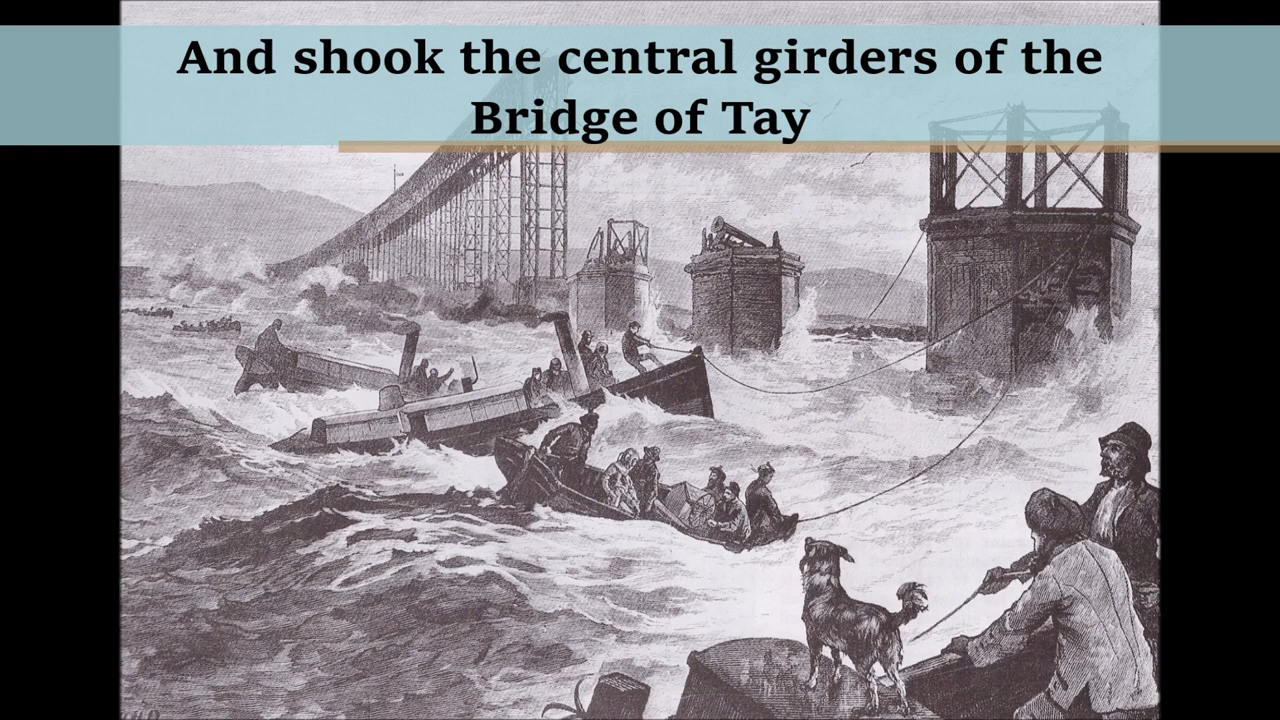 And shook the central girders of the
Bridge of Tay